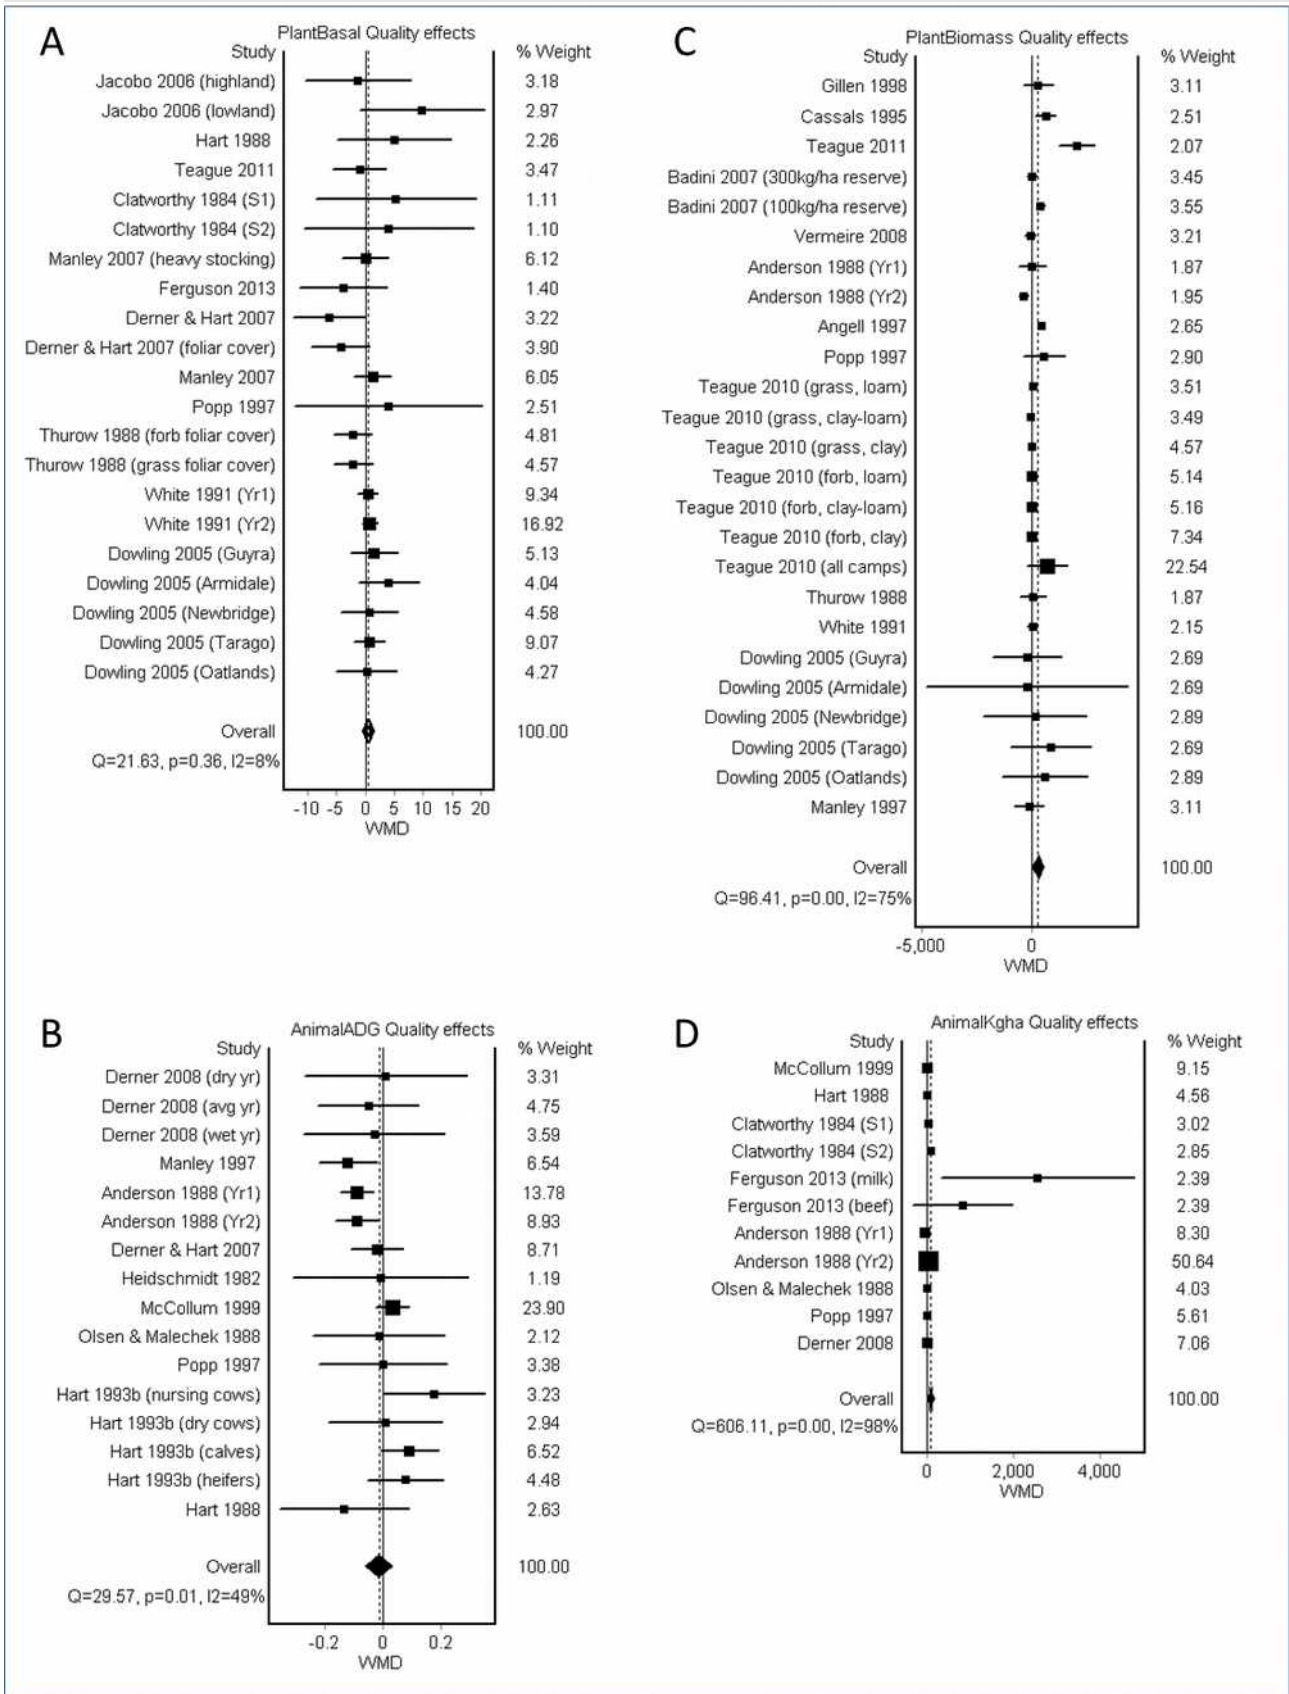 A
PlantBasal Quality effects
Study % Weight
Jacobo 2006 (highland) 3.18
Jacobo 2006 (lowland) 2.97
Hart 1988 2.26
Teague 2011 3.47
Clatworthy 1984 (S1) 1.11
Clatworthy 1984 (S2) 1.10
Manley 2007 (heavy stocking) 6.12
Ferguson 2013 1.40
Derner & Hart 2007 3.22
Derner & Hart 2007 (foliar cover) 3.90
Manley 2007 6.05
Popp 1997 2.51
Thurow 1988 (forb foliar cover) 4.81
Thurow 1988 (grass foliar cover) 4.57
White 1991 (Yr1) 9.34
White 1991 (Yr2) 16.92
Dowling 2005 (Guyra) 5.13
Dowling 2005 (Armidale) 4.04
Dowling 2005 (Newbridge) 4.58
Dowling 2005 (Tarago) 9.07
Dowling 2005 (Oatlands) 4.27
Overall 100.00
Q=21.63, p=0.36, I2=8%
-10 -5 0 5 10 15 20
WMD
B
AnimalADG Quality effects
Study % Weight
Derner 2008 (dry yr) 3.31
Derner 2008 (avg yr) 4.75
Derner 2008 (wet yr) 3.59
Manley 1997 6.54
Anderson 1988 (Yr1) 13.78
Anderson 1988 (Yr2) 8.93
Derner & Hart 2007 8.71
Heidschmidt 1982 1.19
McCollum 1999 23.90
Olsen & Malechek 1988 2.12
Popp 1997 3.38
Hart 1993b (nursing cows) 3.23
Hart 1993b (dry cows) 2.94
Hart 1993b (calves) 6.52
Hart 1993b (heifers) 4.48
Hart 1988 2.63
Overall 100.00
Q=29.57, p=0.01, I2=49%
-0.2 0 0.2
WMD
C
PlantBiomass Quality effects
Study % Weight
Gillen 1998 3.11
Cassals 1995 2.51
Teague 2011 2.07
Badini 2007 (300kg/ha reserve) 3.45
Badini 2007 (100kg/ha reserve) 3.55
Vermeire 2008 3.21
Anderson 1988 (Yr1) 1.87
Anderson 1988 (Yr2) 1.95
Angell 1997 2.65
Popp 1997 2.90
Teague 2010 (grass, loam) 3.51
Teague 2010 (grass, clay-loam) 3.49
Teague 2010 (grass, clay) 4.57
Teague 2010 (forb, loam) 5.14
Teague 2010 (forb, clay-loam) 5.16
Teague 2010 (forb, clay) 7.34
Teague 2010 (all camps) 22.54
Thurow 1988 1.87
White 1991 2.15
Dowling 2005 (Guyra) 2.69
Dowling 2005 (Armidale) 2.69
Dowling 2005 (Newbridge) 2.89
Dowling 2005 (Tarago) 2.69
Dowling 2005 (Oatlands) 2.89
Manley 1997 3.11
Overall 100.00
Q=96.41, p=0.00, I2=75%
-5,000 0
WMD
D
AnimalKgha Quality effects
Study % Weight
McCollum 1999 9.15
Hart 1988 4.56
Clatworthy 1984 (S1) 3.02
Clatworthy 1984 (S2) 2.85
Ferguson 2013 (milk) 2.39
Ferguson 2013 (beef) 2.39
Anderson 1988 (Yr1) 8.30
Anderson 1988 (Yr2) 50.64
Olsen & Malechek 1988 4.03
Popp 1997 5.61
Derner 2008 7.06
Overall 100.00
Q=606.11, p=0.00, I2=98%
0 2,000 4,000
WMD